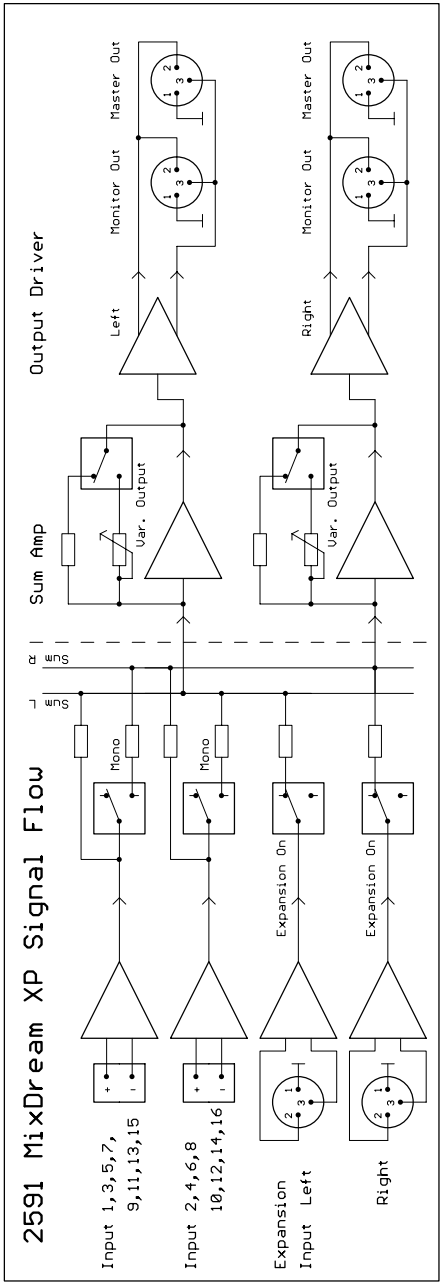 2591 MixDream XP Signal Flow
Sum Amp
Output Driver
Input 1,3,5,7,
9,11,13,15
+
-
Mono
Sum L
Sum R
Var. Output
Left
Monitor Out
1
2
3
Master Out
1
2
3
Input 2,4,6,8
10,12,14,16
+
-
Mono
Expansion
Input Left
2
1
3
Expansion On
Var. Output
Right
Monitor Out
1
2
3
Master Out
1
2
3
Right
2
1
3
Expansion On